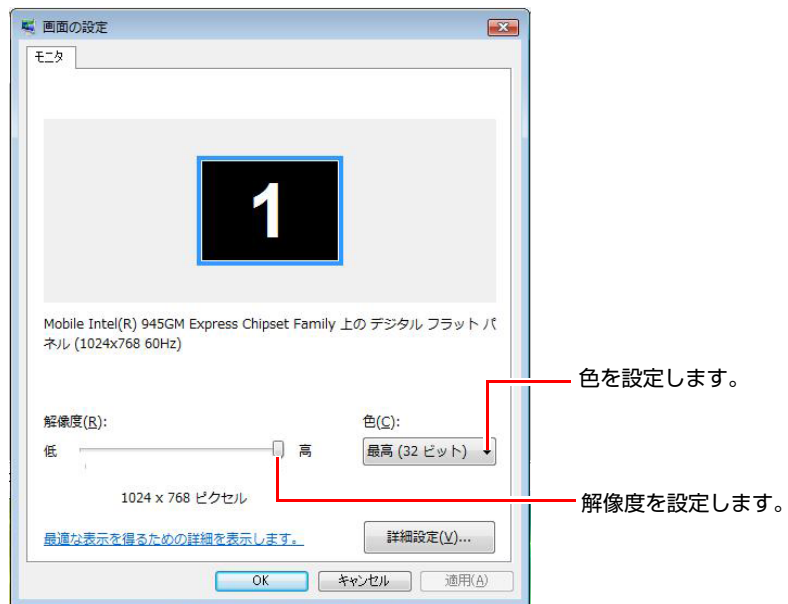 画面の設定
モニタ
1
Mobile Intel(R) 945GM Express Chipset Family 上の デジタル フラット パ
ネル (1024x768 60Hz)
色を設定します。
解像度(R):
色(C):
低
高
最高 (32 ビット)
1024 x 768 ピクセル
解像度を設定します。
最適な表示を得るための詳細を表示します。
詳細設定(V)...
OK
キャンセル
適用(A)